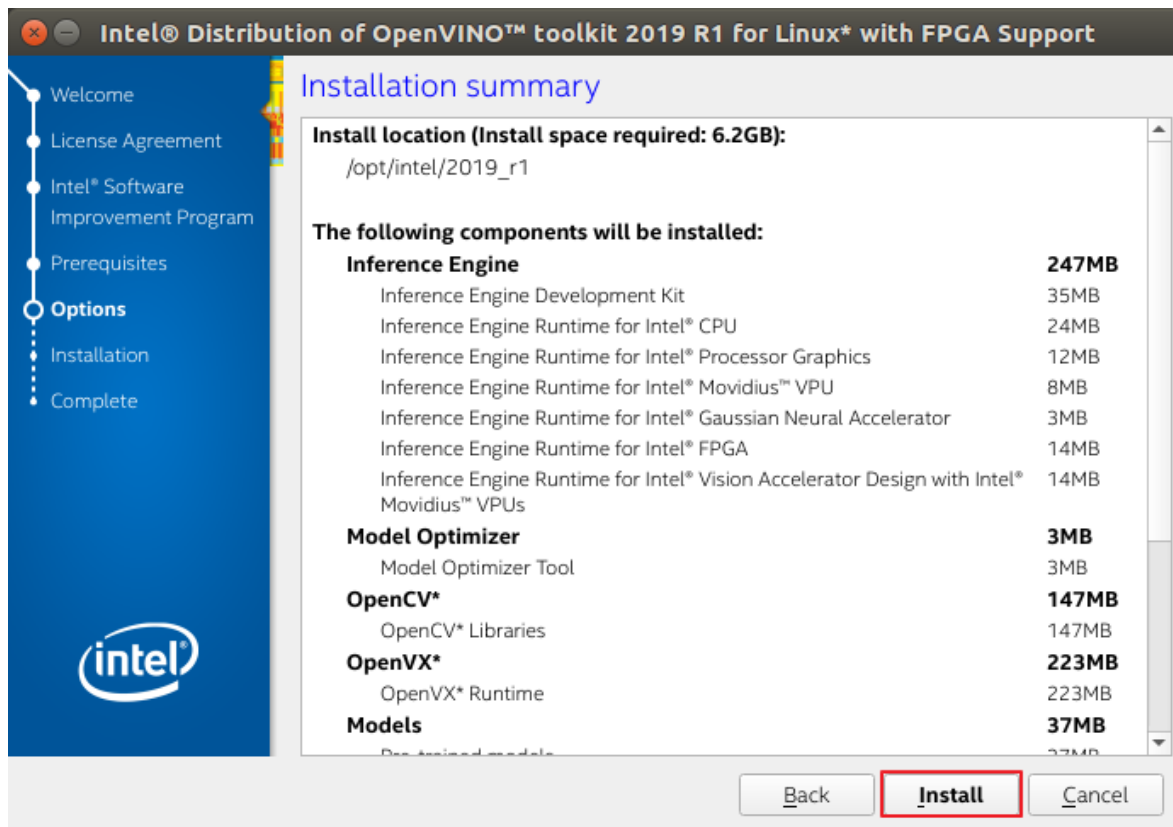 Intel® Distribution of OpenVINO™ toolkit 2019 R1 for Linux* with FPGA Support
Welcome
License Agreement
Intel® Software
Improvement Program
Prerequisites
Options
Installation
Complete
intel®
Installation summary
Install location (Install space required: 6.2GB):
/opt/intel/2019_r1
The following components will be installed:
Inference Engine 247MB
Inference Engine Development Kit 35MB
Inference Engine Runtime for Intel® CPU 24MB
Inference Engine Runtime for Intel® Processor Graphics 12MB
Inference Engine Runtime for Intel® Movidius™ VPU 8MB
Inference Engine Runtime for Intel® Gaussian Neural Accelerator 3MB
Inference Engine Runtime for Intel® FPGA 14MB
Inference Engine Runtime for Intel® Vision Accelerator Design with Intel® 14MB
Movidius™ VPUs
Model Optimizer 3MB
Model Optimizer Tool 3MB
OpenCV* 147MB
OpenCV* Libraries 147MB
OpenVX* 223MB
OpenVX* Runtime 223MB
Models 37MB
Pre-trained models 37MB
Back Install Cancel